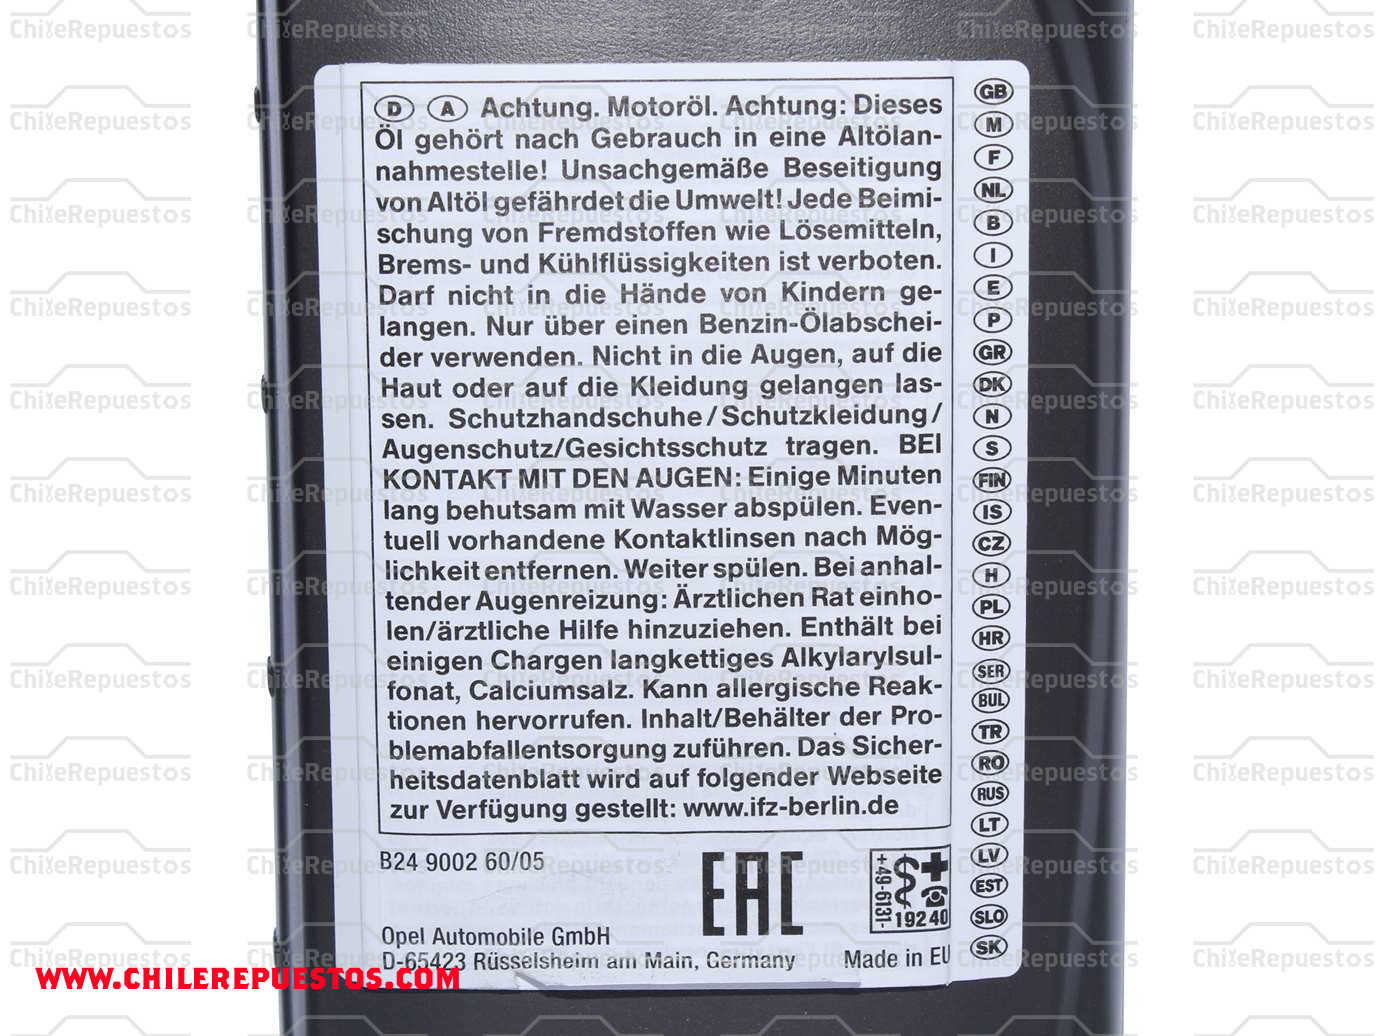 D A Achtung, Motoröl. Achtung: Dieses
Öl gehört nach Gebrauch in eine Altölan-
nahmestelle! Unsachgemäße Beseitigung
von Altöl gefährdet die Umwelt! Jede Beimi-
schung von Fremdstoffen wie Lösemitteln,
Brems- und Kühlflüssigkeiten ist verboten.
Darf nicht in die Hände von Kindern ge-
langen. Nur über einen Benzin-Ölabschei-
der verwenden. Nicht in die Augen, auf die
Haut oder auf die Kleidung gelangen las-
sen. Schutzhandschuhe/Schutzkleidung/
Augenschutz/Gesichtsschutz tragen. BEI
KONTAKT MIT DEN AUGEN: Einige Minuten
lang behutsam mit Wasser abspülen. Even-
tuell vorhandene Kontaktlinsen nach Mög-
lichkeit entfernen. Weiter spülen. Bei anhal-
tender Augenreizung: Ärztlichen Rat einho-
len/ärztliche Hilfe hinzuziehen. Enthält bei
einigen Chargen langkettiges Alkylarylsul-
fonat, Calciumsalz. Kann allergische Reak-
tionen hervorrufen. Inhalt/Behälter der Pro-
blemabfallentsorgung zuführen. Das Sicher-
heitsdatenblatt wird auf folgender Webseite
zur Verfügung gestellt: www.ifz-berlin.de
GB
M
F
NL
B
I
E
P
GR
DK
N
S
FIN
IS
CZ
H
PL
HR
SER
BUL
TR
RO
RUS
LT
LV
EST
SLO
SK
B24 9002 60/05
EAC
+49-6131-
19240
Opel Automobile GmbH
D-65423 Rüsselsheim am Main, Germany
Made in EU
WWW.CHILEREPUESTOS.COM
ChileRepuestos